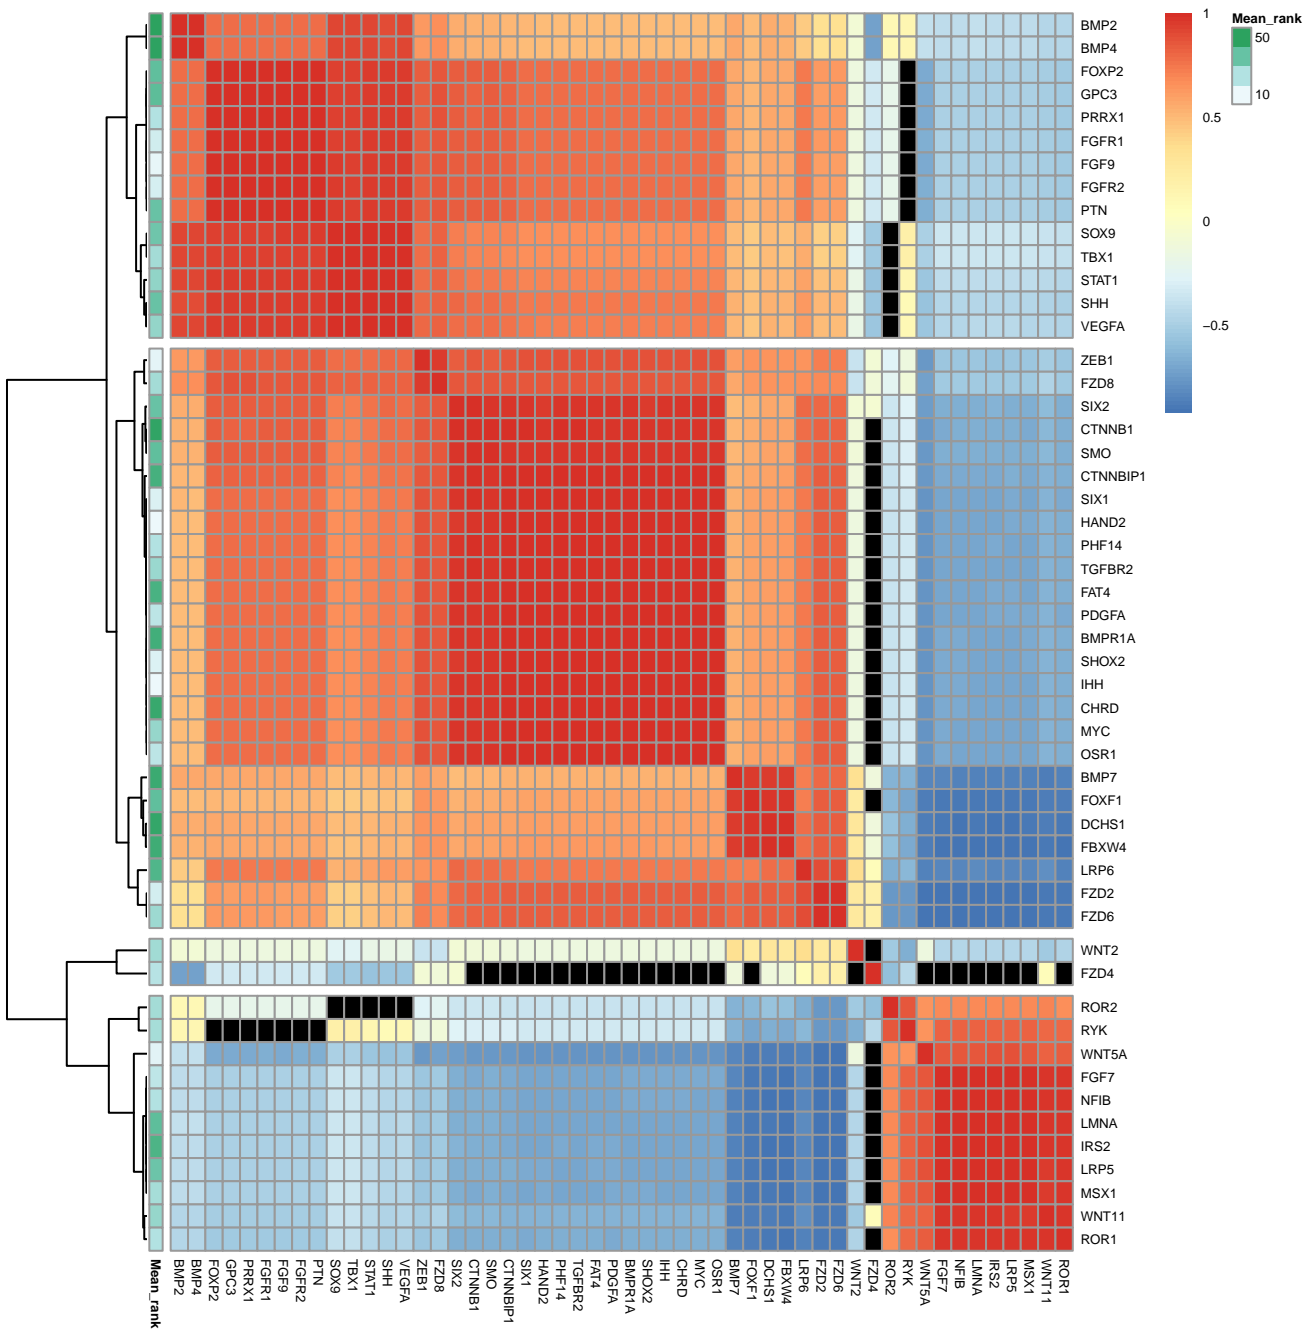 1
0.5
0
−0.5
Mean_rank
50
10
BMP2
BMP4
FOXP2
GPC3
PRRX1
FGFR1
FGF9
FGFR2
PTN
SOX9
TBX1
STAT1
SHH
VEGFA
ZEB1
FZD8
SIX2
CTNNB1
SMO
CTNNBIP1
SIX1
HAND2
PHF14
TGFBR2
FAT4
PDGFA
BMPR1A
SHOX2
IHH
CHRD
MYC
OSR1
BMP7
FOXF1
DCHS1
FBXW4
LRP6
FZD2
FZD6
WNT2
FZD4
ROR2
RYK
WNT5A
FGF7
NFIB
LMNA
IRS2
LRP5
MSX1
WNT11
ROR1
Mean_rank
BMP2
BMP4
FOXP2
GPC3
PRRX1
FGFR1
FGF9
FGFR2
PTN
SOX9
TBX1
STAT1
SHH
VEGFA
ZEB1
FZD8
SIX2
CTNNB1
SMO
CTNNBIP1
SIX1
HAND2
PHF14
TGFBR2
FAT4
PDGFA
BMPR1A
SHOX2
IHH
CHRD
MYC
OSR1
BMP7
FOXF1
DCHS1
FBXW4
LRP6
FZD2
FZD6
WNT2
FZD4
ROR2
RYK
WNT5A
FGF7
NFIB
LMNA
IRS2
LRP5
MSX1
WNT11
ROR1